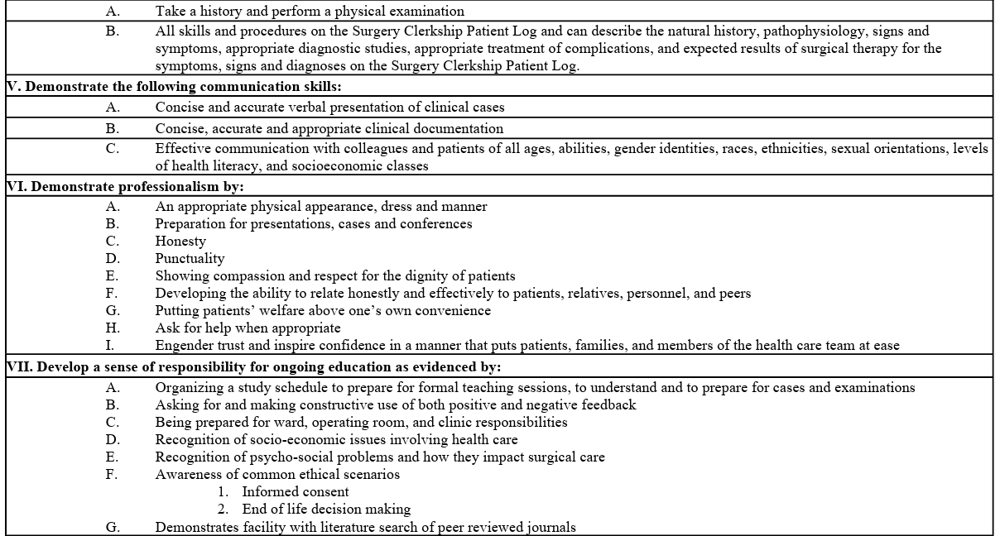 A. Take a history and perform a physical examination
B. All skills and procedures on the Surgery Clerkship Patient Log and can describe the natural history, pathophysiology, signs and
symptoms, appropriate diagnostic studies, appropriate treatment of complications, and expected results of surgical therapy for the
symptoms, signs and diagnoses on the Surgery Clerkship Patient Log.
V. Demonstrate the following communication skills:
A. Concise and accurate verbal presentation of clinical cases
B. Concise, accurate and appropriate clinical documentation
C. Effective communication with colleagues and patients of all ages, abilities, gender identities, races, ethnicities, sexual orientations, levels
of health literacy, and socioeconomic classes
VI. Demonstrate professionalism by:
A. An appropriate physical appearance, dress and manner
B. Preparation for presentations, cases and conferences
C. Honesty
D. Punctuality
E. Showing compassion and respect for the dignity of patients
F. Developing the ability to relate honestly and effectively to patients, relatives, personnel, and peers
G. Putting patients’ welfare above one’s own convenience
H. Ask for help when appropriate
I. Engender trust and inspire confidence in a manner that puts patients, families, and members of the health care team at ease
VII. Develop a sense of responsibility for ongoing education as evidenced by:
A. Organizing a study schedule to prepare for formal teaching sessions, to understand and to prepare for cases and examinations
B. Asking for and making constructive use of both positive and negative feedback
C. Being prepared for ward, operating room, and clinic responsibilities
D. Recognition of socio-economic issues involving health care
E. Recognition of psycho-social problems and how they impact surgical care
F. Awareness of common ethical scenarios
1. Informed consent
2. End of life decision making
G. Demonstrates facility with literature search of peer reviewed journals